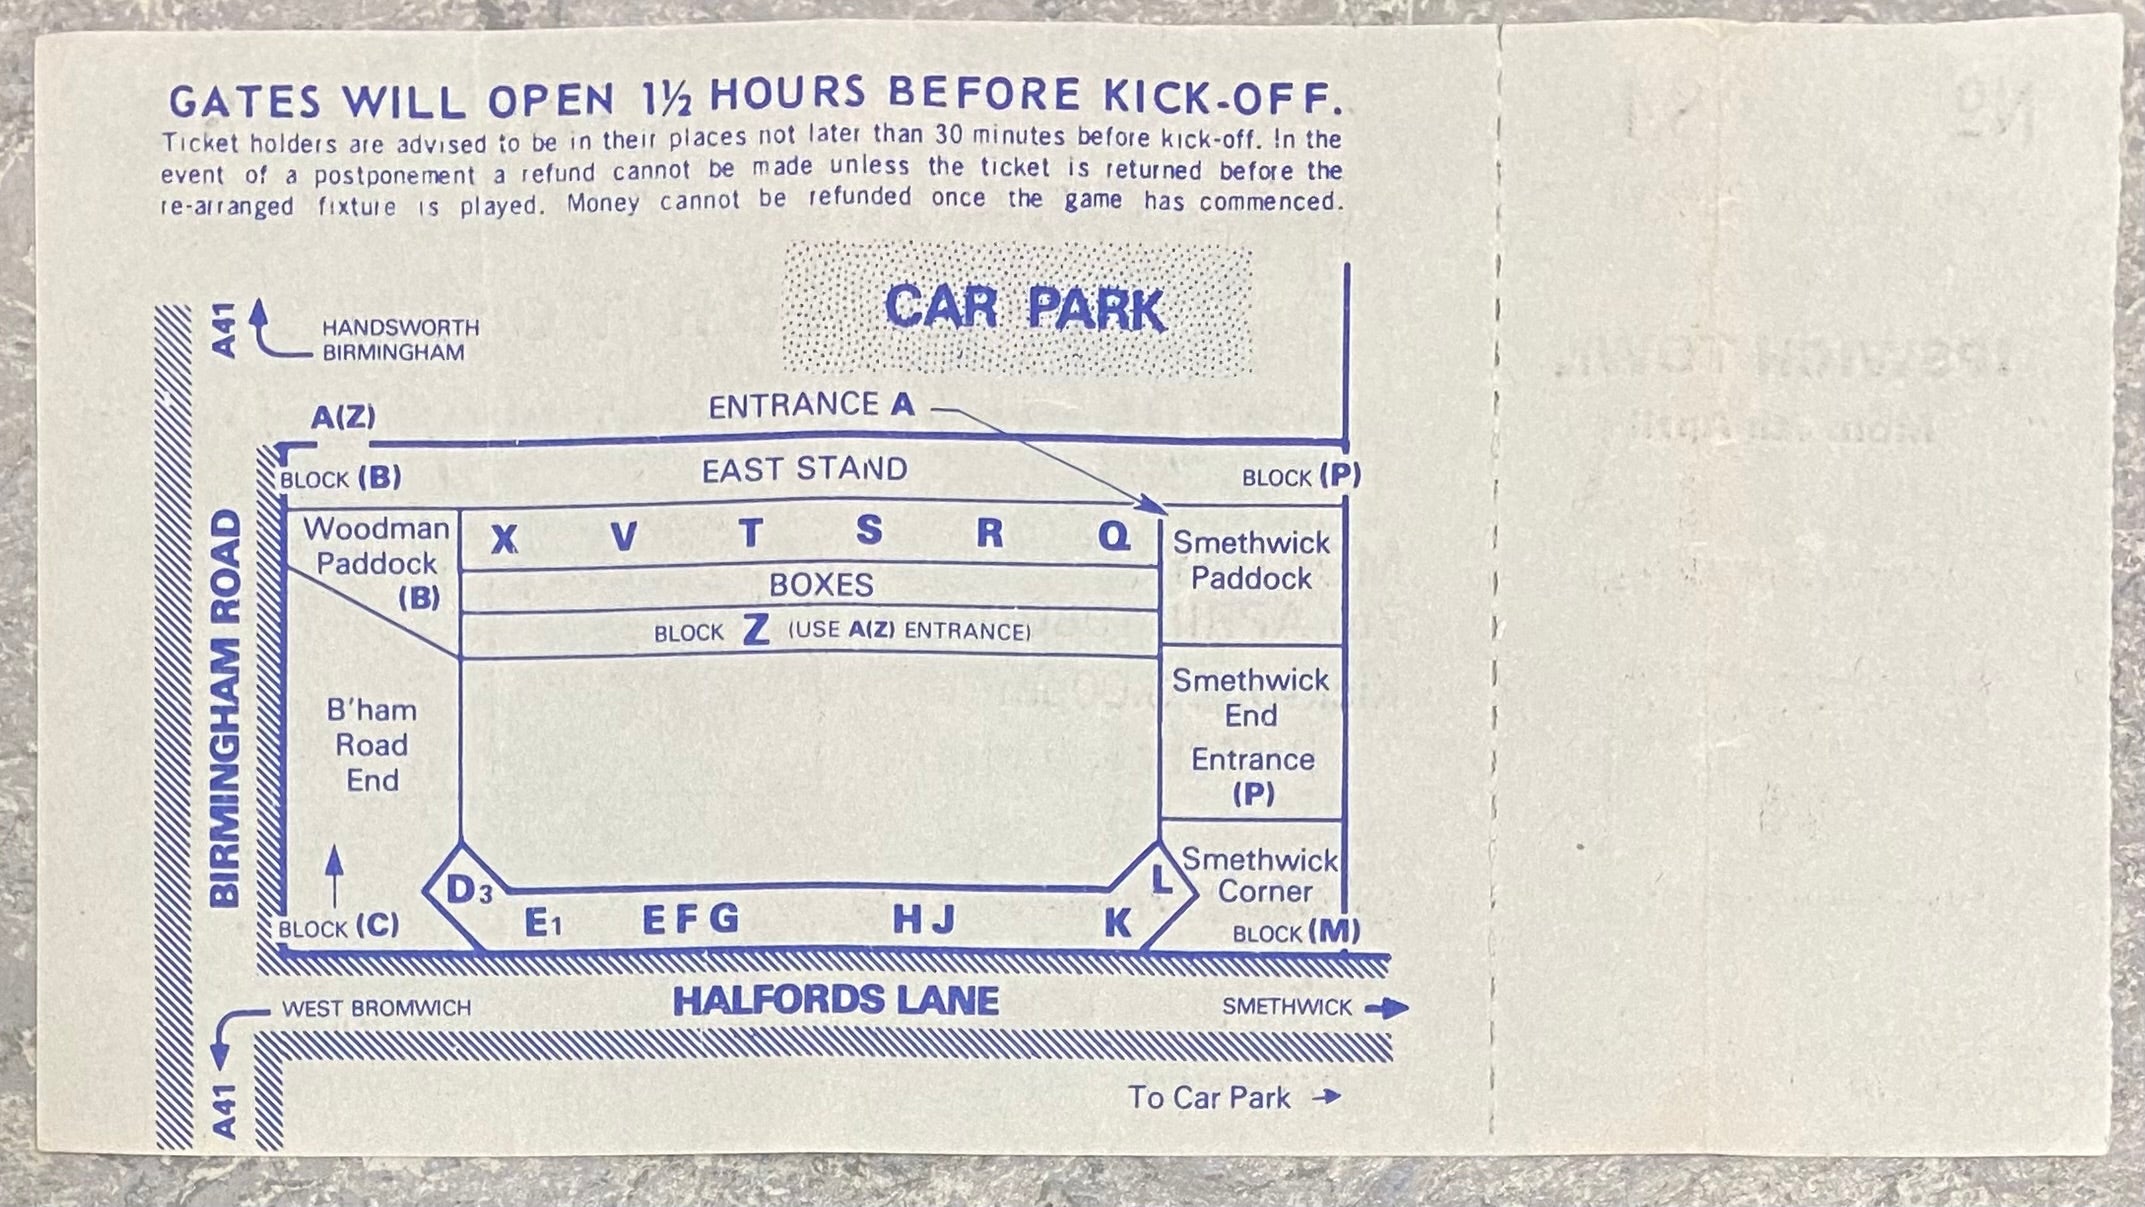 GATES WILL OPEN 1½ HOURS BEFORE KICK-OFF.
Ticket holders are advised to be in their places not later than 30 minutes before kick-off. In the
event of a postponement a refund cannot be made unless the ticket is returned before the
re-arranged fixture is played. Money cannot be refunded once the game has commenced.
CAR PARK
A41
HANDSWORTH
BIRMINGHAM
A(Z)
ENTRANCE A
BLOCK (B)
EAST STAND
BLOCK (P)
Woodman
Paddock
(B)
X V T S R Q
Smethwick
Paddock
BOXES
BLOCK Z (USE A(Z) ENTRANCE)
BIRMINGHAM ROAD
B'ham
Road
End
Smethwick
End
Entrance
(P)
Smethwick
Corner
D3
L
BLOCK (C)
E1 E F G H J K
BLOCK (M)
WEST BROMWICH
HALFORDS LANE
SMETHWICK
A41
To Car Park
IPSWICH TOWN